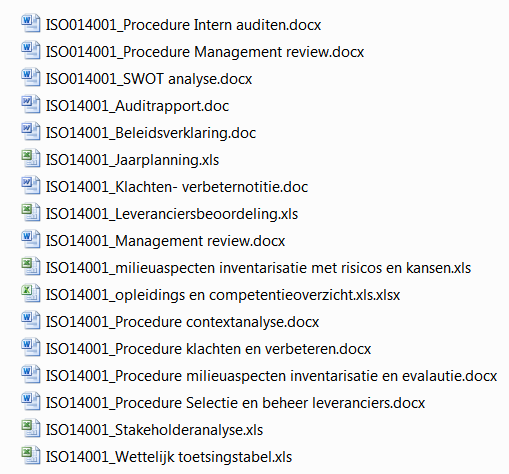 ISO014001_Procedure Intern auditen.docx
ISO014001_Procedure Management review.docx
ISO014001_SWOT analyse.docx
ISO14001_Auditrapport.doc
ISO14001_Beleidsverklaring.doc
ISO14001_Jaarplanning.xls
ISO14001_Klachten- verbeternotitie.doc
ISO14001_Leveranciersbeoordeling.xls
ISO14001_Management review.docx
ISO14001_milieuaspecten inventarisatie met risicos en kansen.xls
ISO14001_opleidings en competentieoverzicht.xls.xlsx
ISO14001_Procedure contextanalyse.docx
ISO14001_Procedure klachten en verbeteren.docx
ISO14001_Procedure milieuaspecten inventarisatie en evalautie.docx
ISO14001_Procedure Selectie en beheer leveranciers.docx
ISO14001_Stakeholderanalyse.xls
ISO14001_Wettelijk toetsingstabel.xls